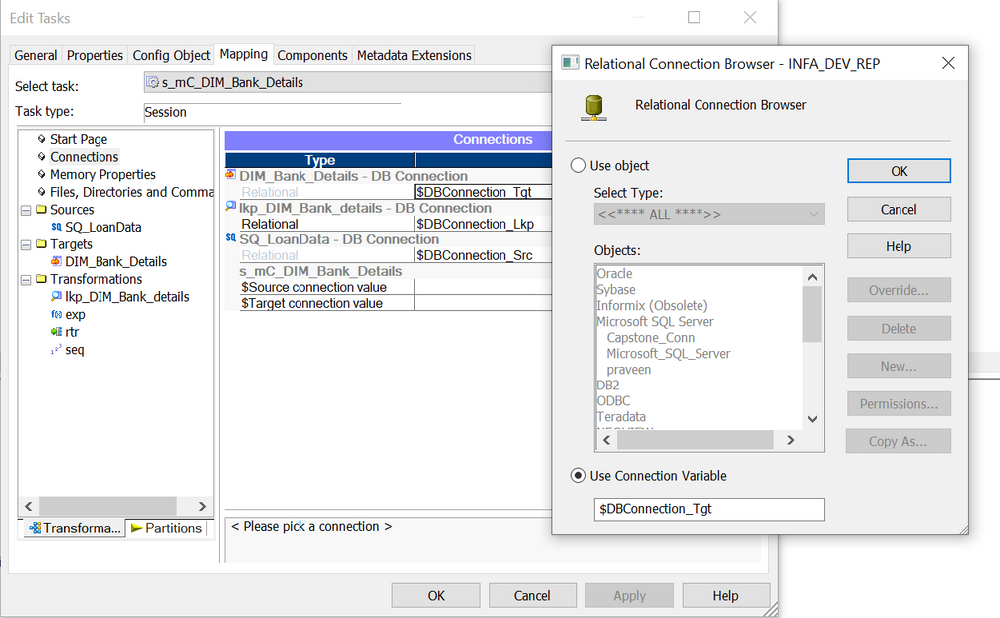 Edit Tasks
General Properties Config Object Mapping Components Metadata Extensions
Select task: s_mC_DIM_Bank_Details
Task type: Session
Start Page
Connections
Memory Properties
Files, Directories and Comma
Sources
SQ_LoanData
Targets
DIM_Bank_Details
Transformations
lkp_DIM_Bank_details
exp
rtr
seq
Transforma... Partitions
Connections
Type
DIM_Bank_Details - DB Connection
Relational $DBConnection_Tgt
lkp_DIM_Bank_details - DB Connection
Relational $DBConnection_Lkp
SQ_LoanData - DB Connection
Relational $DBConnection_Src
s_mC_DIM_Bank_Details
$Source connection value
$Target connection value
< Please pick a connection >
OK Cancel Apply Help
Relational Connection Browser - INFA_DEV_REP
Relational Connection Browser
Use object
Select Type:
<<**** ALL ****>>
Objects:
Oracle
Sybase
Informix (Obsolete)
Microsoft SQL Server
Capstone_Conn
Microsoft_SQL_Server
praveen
DB2
ODBC
Teradata
Use Connection Variable
$DBConnection_Tgt
OK
Cancel
Help
Override...
Delete
New...
Permissions...
Copy As...